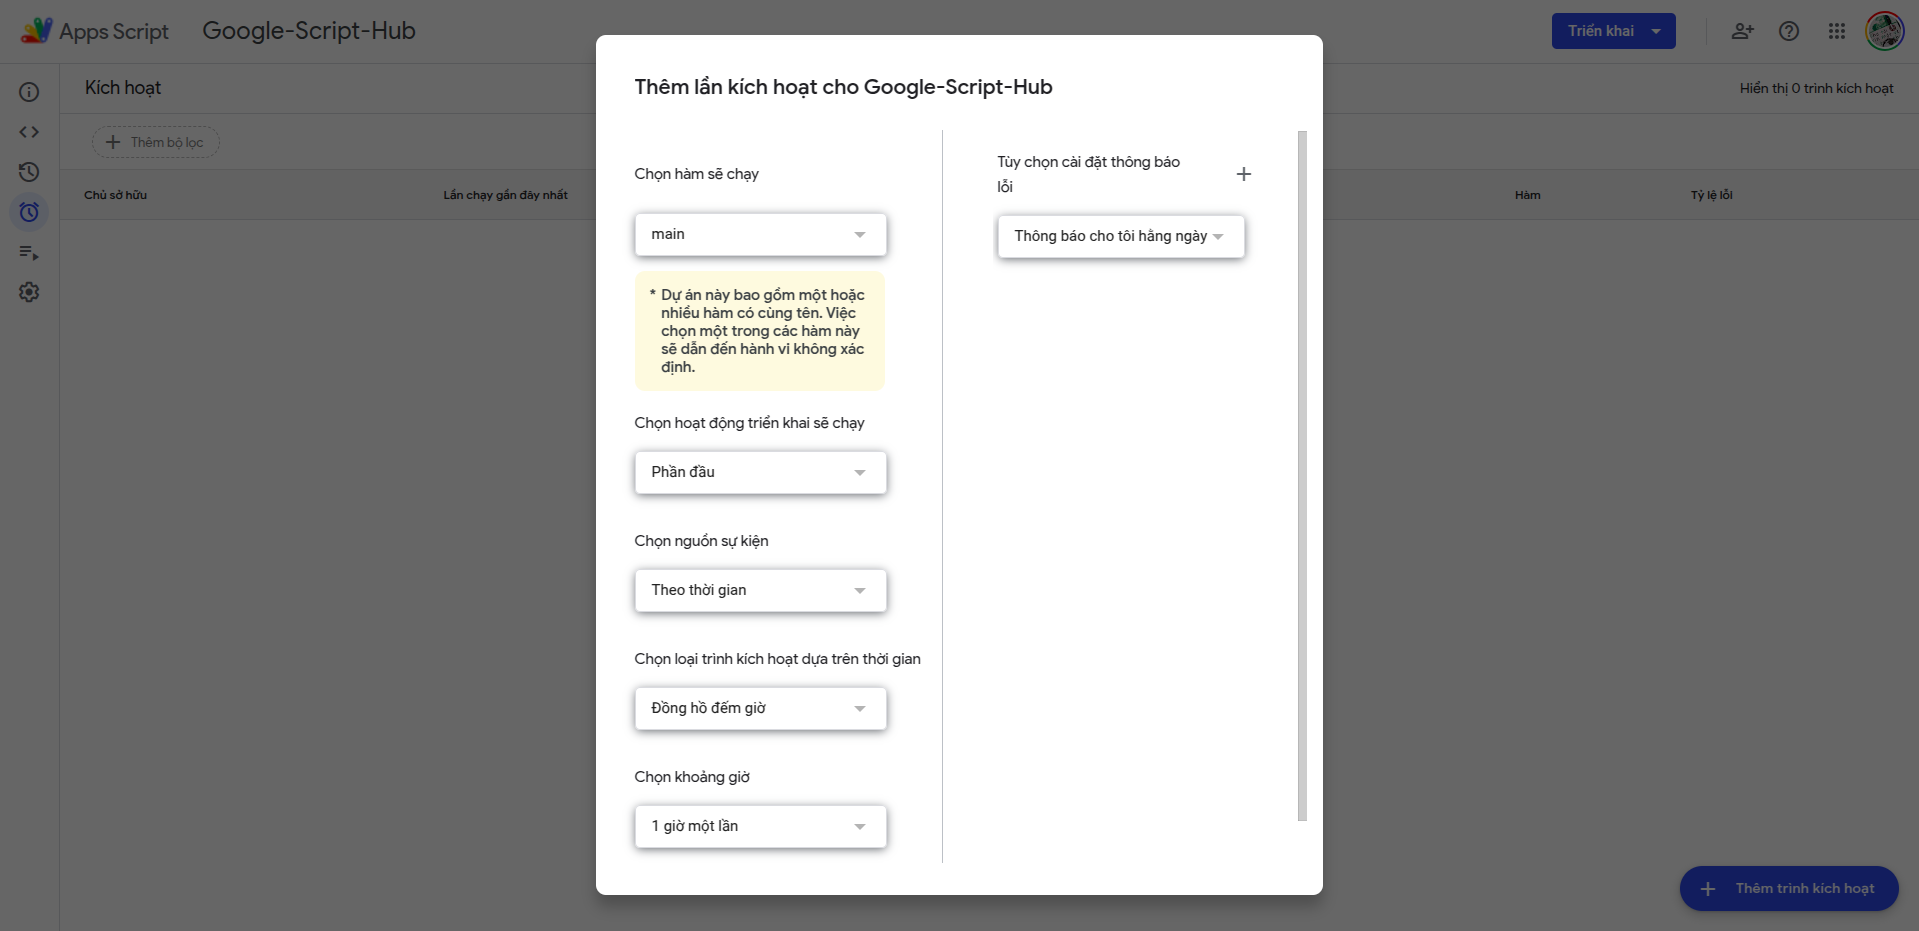 Apps Script
Google-Script-Hub
Triển khai
Kích hoạt
Hiển thị 0 trình kích hoạt
Thêm bộ lọc
Chủ sở hữu
Lần chạy gần đây nhất
Hàm
Tỷ lệ lỗi
Thêm lần kích hoạt cho Google-Script-Hub
Chọn hàm sẽ chạy
main
* Dự án này bao gồm một hoặc
nhiều hàm có cùng tên. Việc
chọn một trong các hàm này
sẽ dẫn đến hành vi không xác
định.
Chọn hoạt động triển khai sẽ chạy
Phần đầu
Chọn nguồn sự kiện
Theo thời gian
Chọn loại trình kích hoạt dựa trên thời gian
Đồng hồ đếm giờ
Chọn khoảng giờ
1 giờ một lần
Tùy chọn cài đặt thông báo
lỗi
Thông báo cho tôi hằng ngày
Thêm trình kích hoạt